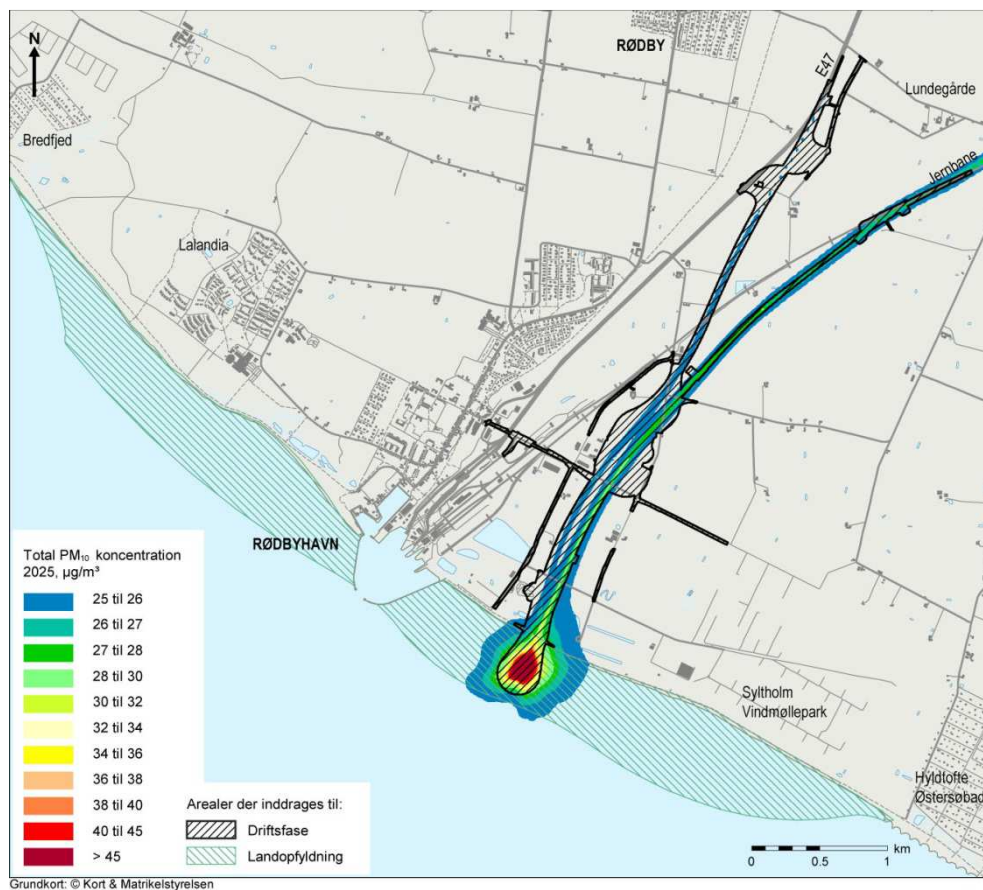 N
RØDBY
E47
Lundegårde
Bredfjed
Jernbane
Lalandia
RØDBYHAVN
Total PM₁₀ koncentration
2025, µg/m³
25 til 26
26 til 27
27 til 28
28 til 30
30 til 32
32 til 34
34 til 36
36 til 38
38 til 40
40 til 45
> 45
Arealer der inddrages til:
Driftsfase
Landopfyldning
Syltholm
Vindmøllepark
Hyldtofte
Østersøbad
km
0 0.5 1
Grundkort: © Kort & Matrikelstyrelsen